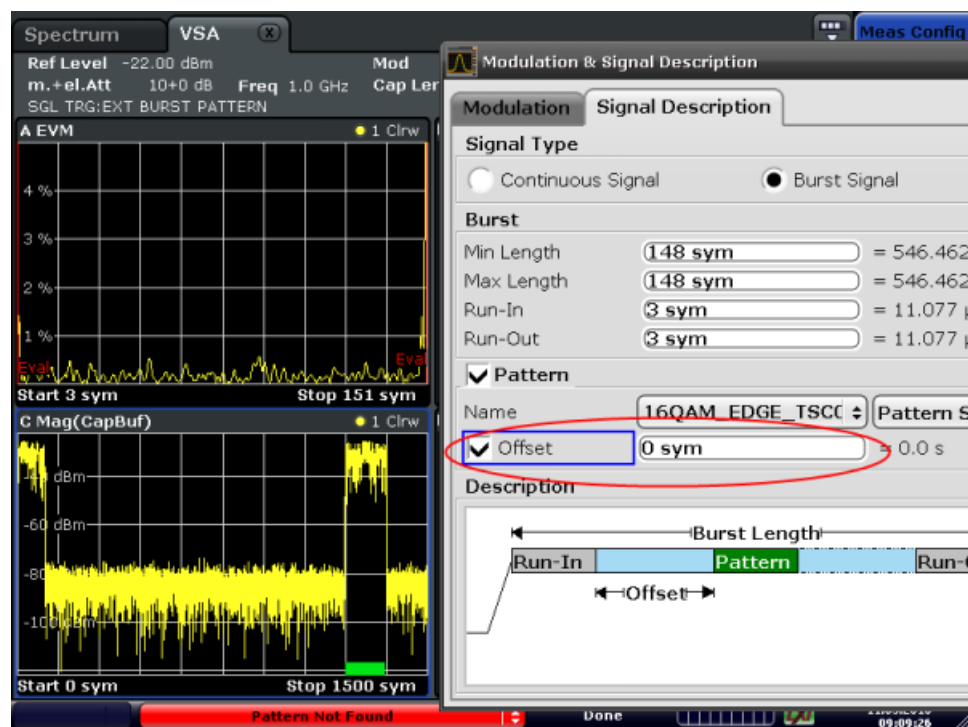 Spectrum VSA X Meas Config
Ref Level -22.00 dBm Mod
m.+el.Att 10+0 dB Freq 1.0 GHz Cap Ler
SGL TRG:EXT BURST PATTERN
A EVM 1 Clrw
4 %
3 %
2 %
1 %
Eval Eval
Start 3 sym Stop 151 sym
C Mag(CapBuf) 1 Clrw
dBm
-60 dBm
-80
Start 0 sym Stop 1500 sym
Modulation & Signal Description
Modulation Signal Description
Signal Type
Continuous Signal Burst Signal
Burst
Min Length 148 sym = 546.462
Max Length 148 sym = 546.462
Run-In 3 sym = 11.077 µ
Run-Out 3 sym = 11.077 µ
Pattern
Name 16QAM_EDGE_TSC Pattern S
Offset 0 sym = 0.0 s
Description
Burst Length
Run-In Pattern Run-
Offset
Pattern Not Found Done
09:09:26